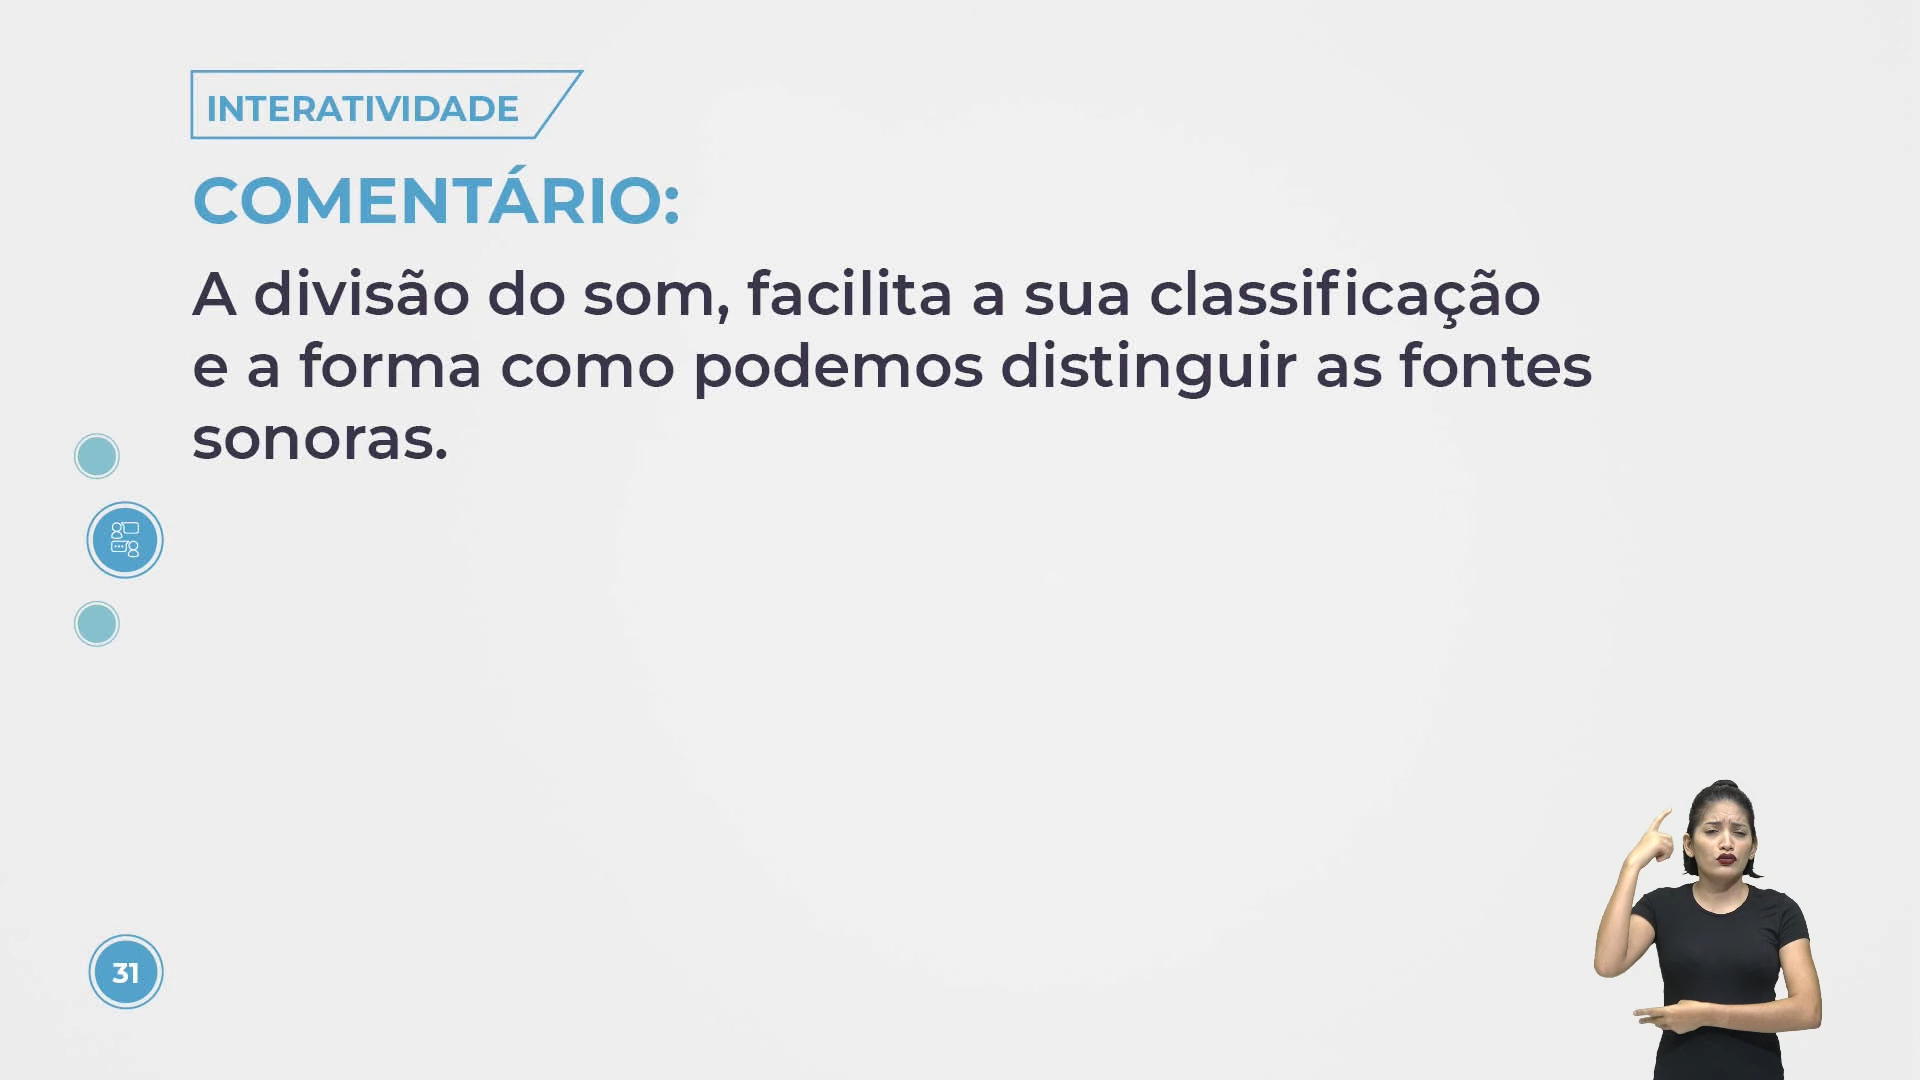 INTERATIVIDADE
COMENTÁRIO:
A divisão do som, facilita a sua classificação
e a forma como podemos distinguir as fontes
sonoras.
31